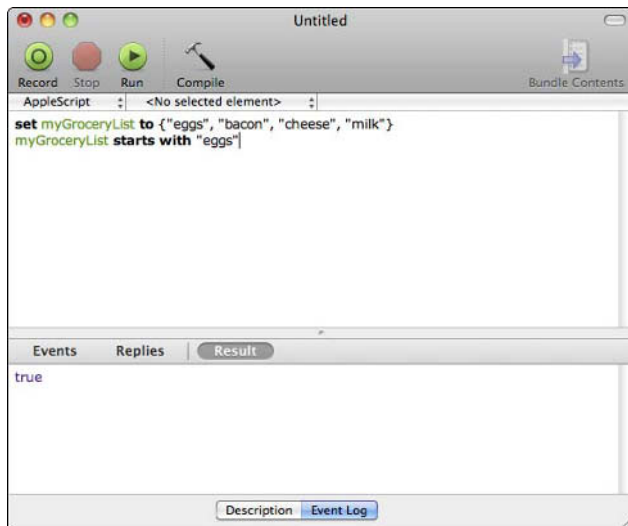 Untitled
Record Stop Run Compile Bundle Contents
AppleScript <No selected element>
set myGroceryList to {"eggs", "bacon", "cheese", "milk"}
myGroceryList starts with "eggs"
Events Replies Result
true
Description Event Log